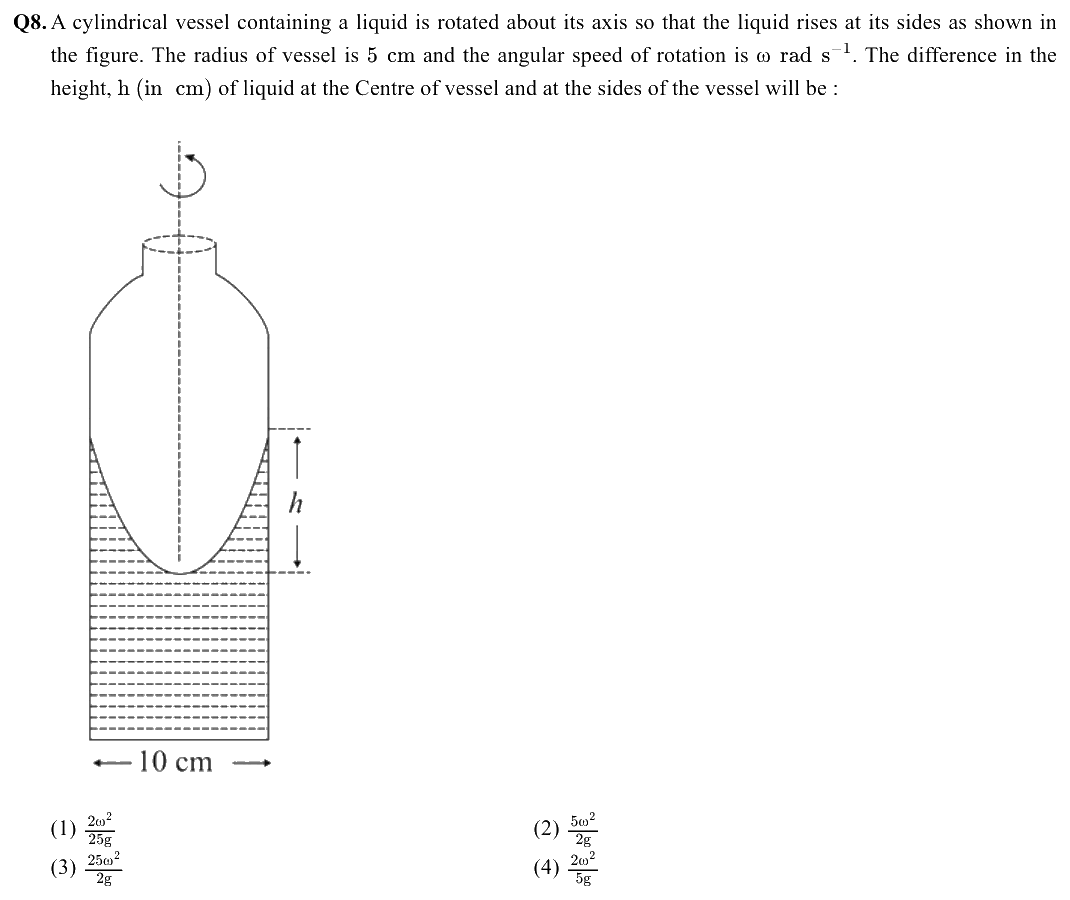 Q8. A cylindrical vessel containing a liquid is rotated about its axis so that the liquid rises at its sides as shown in
the figure. The radius of vessel is 5 cm and the angular speed of rotation is ω rad s⁻¹. The difference in the
height, h (in cm) of liquid at the Centre of vessel and at the sides of the vessel will be :
h
10 cm
(1) 2ω²/25g (2) 5ω²/2g
(3) 25ω²/2g (4) 2ω²/5g